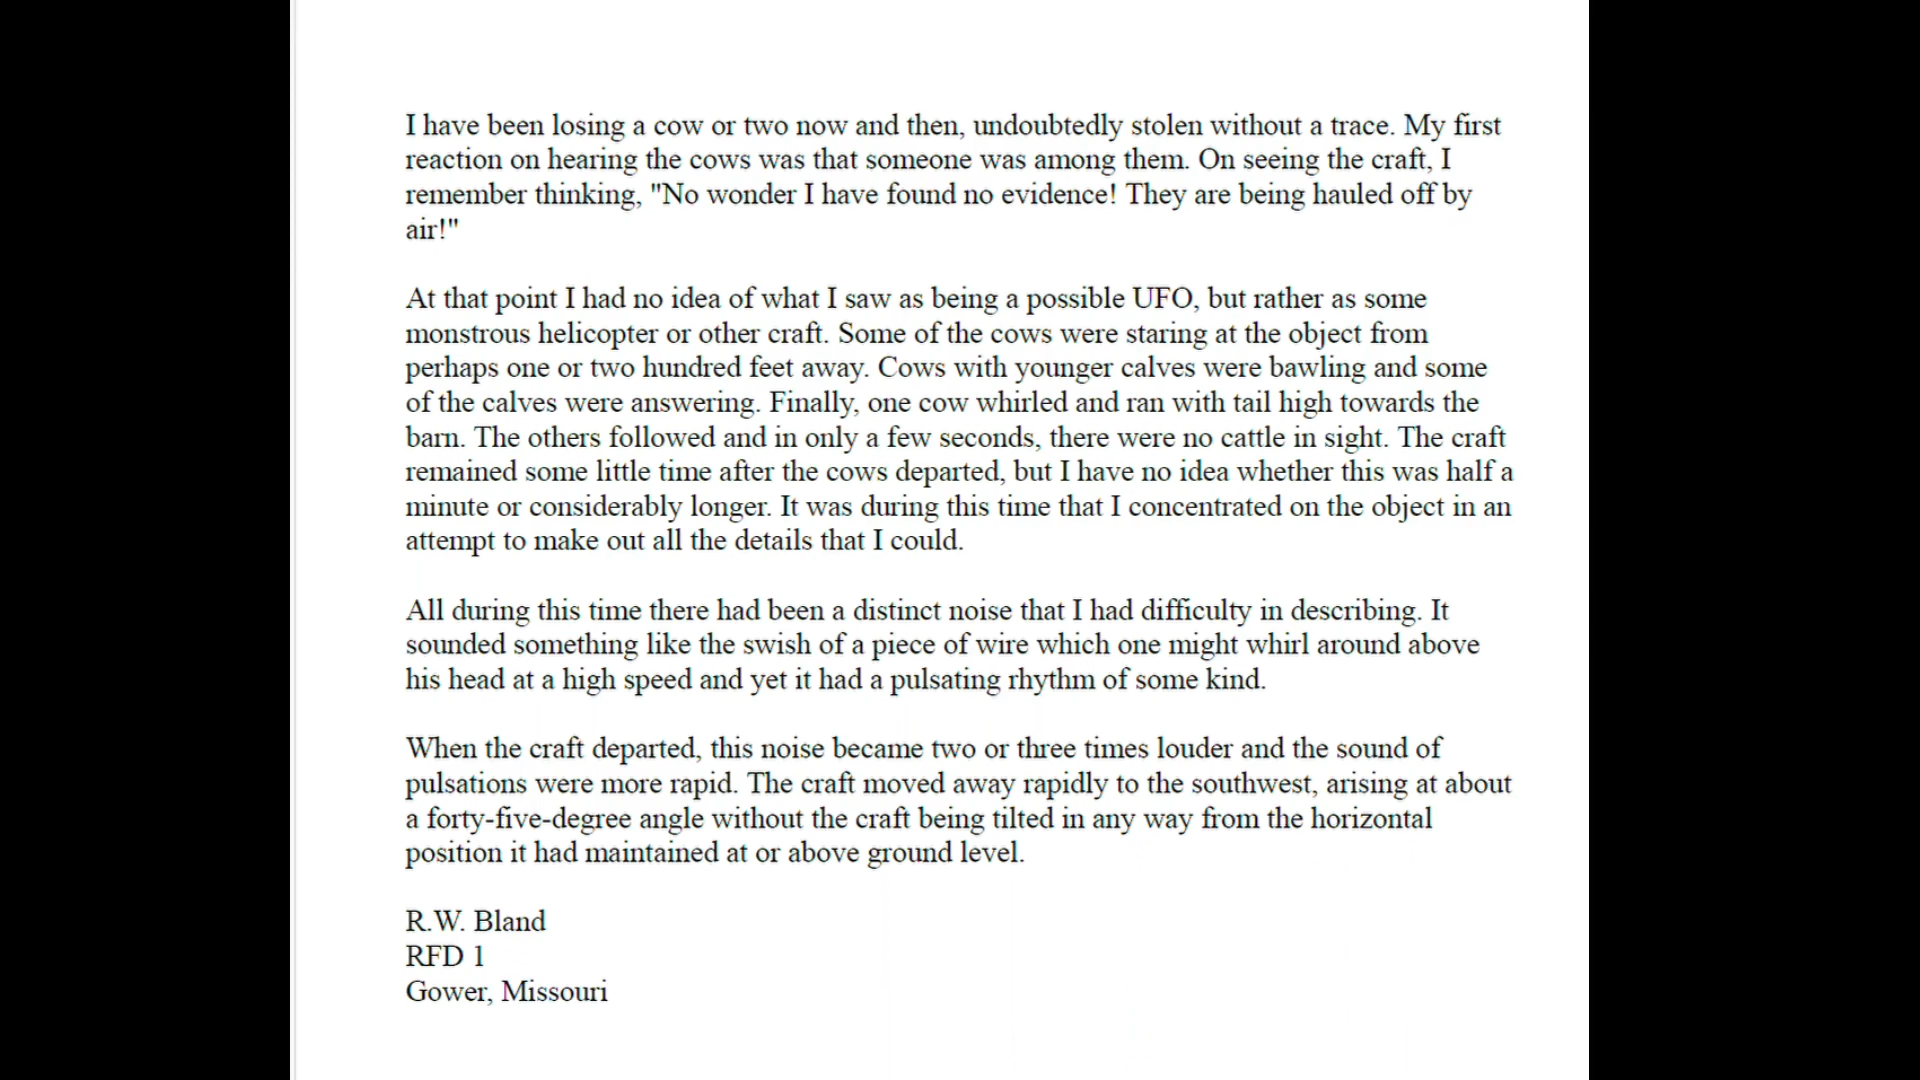 I have been losing a cow or two now and then, undoubtedly stolen without a trace. My first
reaction on hearing the cows was that someone was among them. On seeing the craft, I
remember thinking, "No wonder I have found no evidence! They are being hauled off by
air!"
At that point I had no idea of what I saw as being a possible UFO, but rather as some
monstrous helicopter or other craft. Some of the cows were staring at the object from
perhaps one or two hundred feet away. Cows with younger calves were bawling and some
of the calves were answering. Finally, one cow whirled and ran with tail high towards the
barn. The others followed and in only a few seconds, there were no cattle in sight. The craft
remained some little time after the cows departed, but I have no idea whether this was half a
minute or considerably longer. It was during this time that I concentrated on the object in an
attempt to make out all the details that I could.
All during this time there had been a distinct noise that I had difficulty in describing. It
sounded something like the swish of a piece of wire which one might whirl around above
his head at a high speed and yet it had a pulsating rhythm of some kind.
When the craft departed, this noise became two or three times louder and the sound of
pulsations were more rapid. The craft moved away rapidly to the southwest, arising at about
a forty-five-degree angle without the craft being tilted in any way from the horizontal
position it had maintained at or above ground level.
R.W. Bland
RFD 1
Gower, Missouri